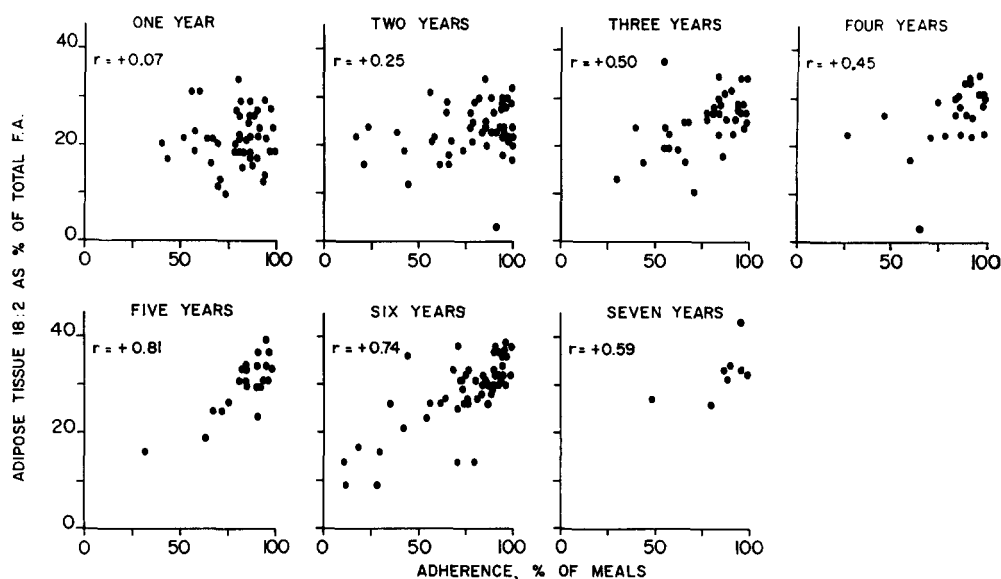 ONE YEAR
TWO YEARS
THREE YEARS
FOUR YEARS
r = +0.07
r = +0.25
r = +0.50
r = +0.45
40
20
0
0 50 100
0 50 100
0 50 100
0 50 100
FIVE YEARS
SIX YEARS
SEVEN YEARS
r = +0.81
r = +0.74
r = +0.59
40
20
0
0 50 100
0 50 100
0 50 100
ADIPOSE TISSUE 18:2 AS % OF TOTAL F.A.
ADHERENCE, % OF MEALS